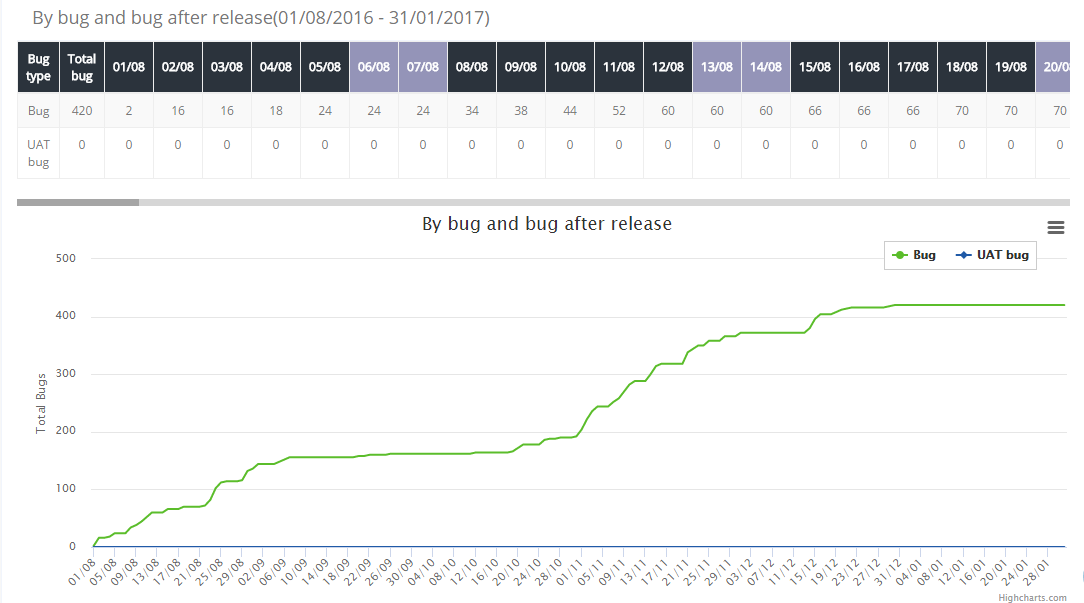 By bug and bug after release(01/08/2016 - 31/01/2017)
Bug type Total bug 01/08 02/08 03/08 04/08 05/08 06/08 07/08 08/08 09/08 10/08 11/08 12/08 13/08 14/08 15/08 16/08 17/08 18/08 19/08 20/0
Bug 420 2 16 16 18 24 24 24 34 38 44 52 60 60 60 66 66 66 70 70 70
UAT bug 0 0 0 0 0 0 0 0 0 0 0 0 0 0 0 0 0 0 0 0 0
By bug and bug after release
Bug UAT bug
500
400
300
200
100
0
Total Bugs
01/08 05/08 09/08 13/08 17/08 21/08 25/08 29/08 02/09 06/09 10/09 14/09 18/09 22/09 26/09 30/09 04/10 08/10 12/10 16/10 20/10 24/10 28/10 01/11 05/11 09/11 13/11 17/11 21/11 25/11 29/11 03/12 07/12 11/12 15/12 19/12 23/12 27/12 31/12 04/01 08/01 12/01 16/01 20/01 24/01 28/01
Highcharts.com